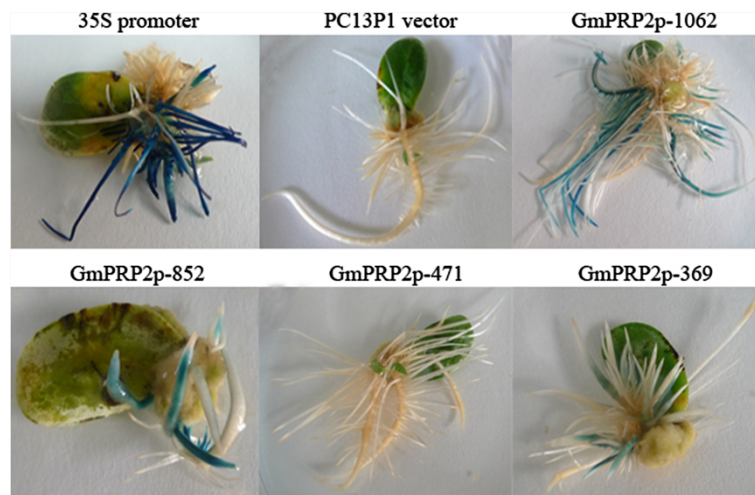 35S promoter
PC13P1 vector
GmPRP2p-1062
GmPRP2p-852
GmPRP2p-471
GmPRP2p-369